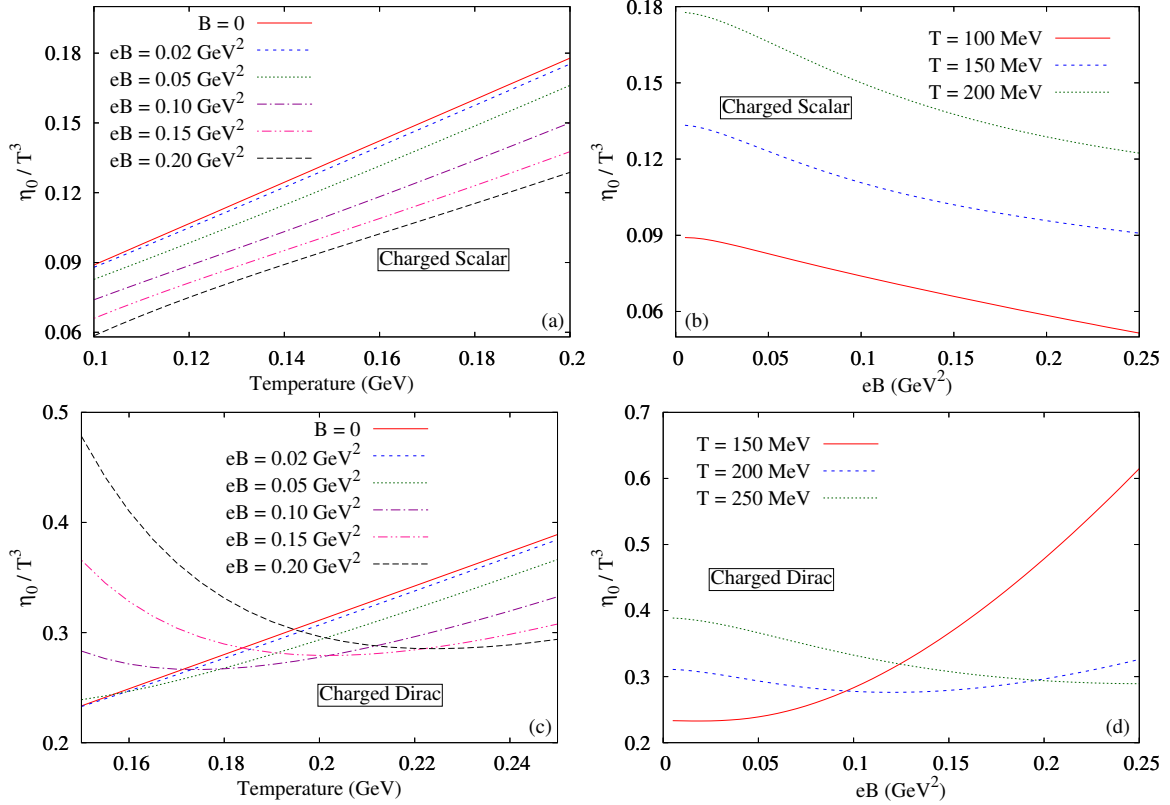 B = 0
eB = 0.02 GeV²
eB = 0.05 GeV²
eB = 0.10 GeV²
eB = 0.15 GeV²
eB = 0.20 GeV²
0.18
0.15
0.12
0.09
0.06
η₀ / T³
Charged Scalar
(a)
0.1
0.12
0.14
0.16
0.18
0.2
Temperature (GeV)
T = 100 MeV
T = 150 MeV
T = 200 MeV
0.18
0.15
0.12
0.09
0.06
η₀ / T³
Charged Scalar
(b)
0
0.05
0.1
0.15
0.2
0.25
eB (GeV²)
B = 0
eB = 0.02 GeV²
eB = 0.05 GeV²
eB = 0.10 GeV²
eB = 0.15 GeV²
eB = 0.20 GeV²
0.5
0.4
0.3
0.2
η₀ / T³
Charged Dirac
(c)
0.16
0.18
0.2
0.22
0.24
Temperature (GeV)
T = 150 MeV
T = 200 MeV
T = 250 MeV
0.7
0.6
0.5
0.4
0.3
0.2
η₀ / T³
Charged Dirac
(d)
0
0.05
0.1
0.15
0.2
0.25
eB (GeV²)